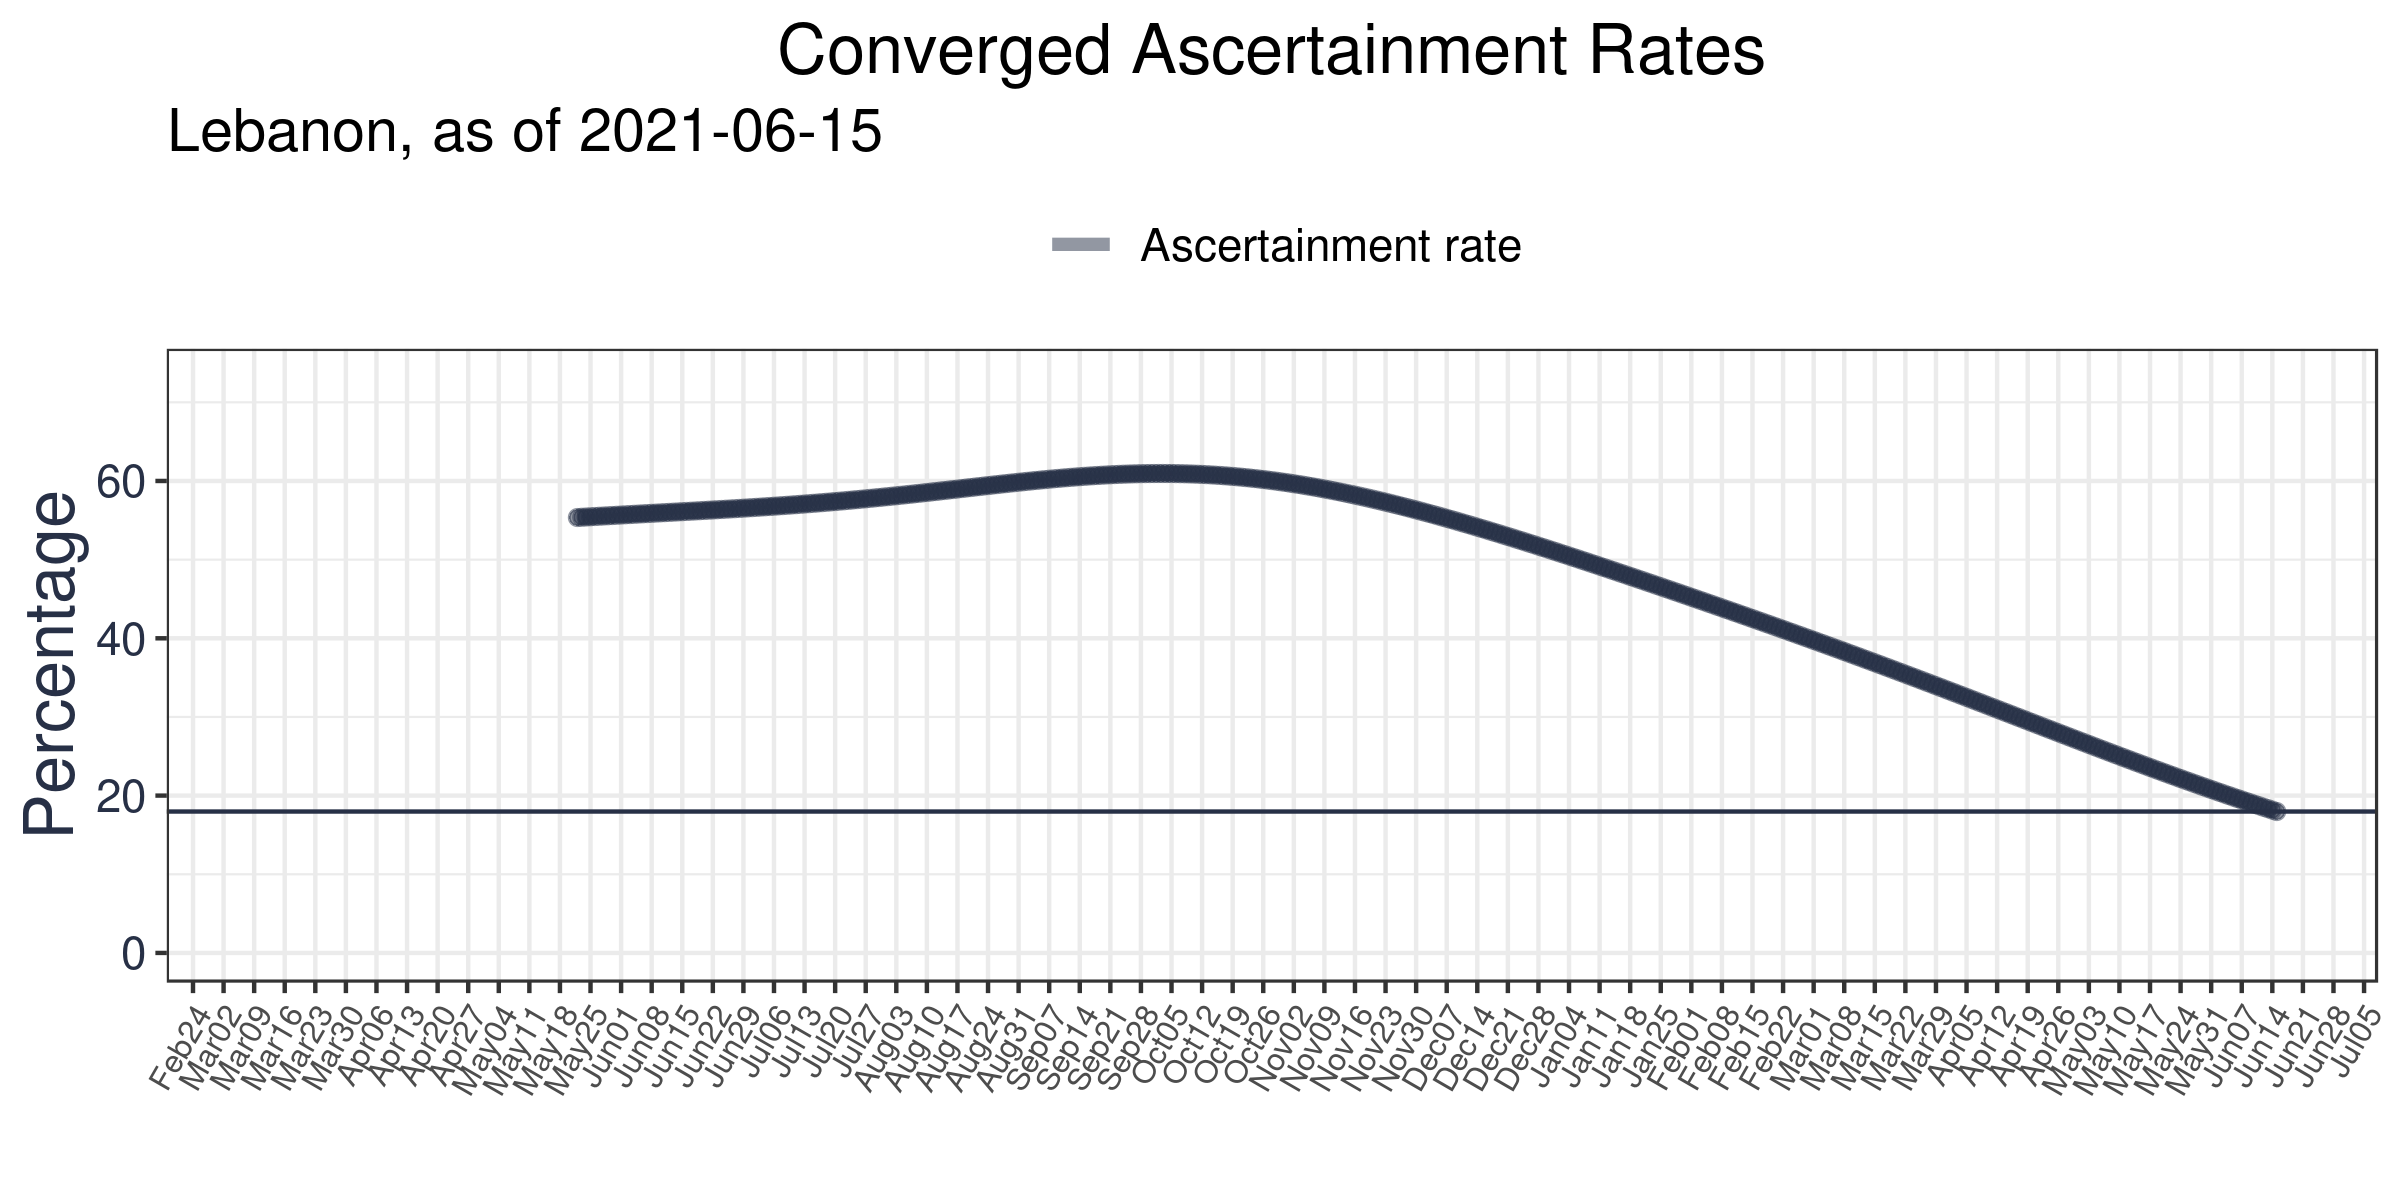 Converged Ascertainment Rates
Lebanon, as of 2021-06-15
Ascertainment rate
Percentage
60
40
20
0
Feb24 Mar02 Mar09 Mar16 Mar23 Mar30 Apr06 Apr13 Apr20 Apr27 May04 May11 May18 May25 Jun01 Jun08 Jun15 Jun22 Jun29 Jul06 Jul13 Jul20 Jul27 Aug03 Aug10 Aug17 Aug24 Aug31 Sep07 Sep14 Sep21 Sep28 Oct05 Oct12 Oct19 Oct26 Nov02 Nov09 Nov16 Nov23 Nov30 Dec07 Dec14 Dec21 Dec28 Jan04 Jan11 Jan18 Jan25 Feb01 Feb08 Feb15 Feb22 Mar01 Mar08 Mar15 Mar22 Mar29 Apr05 Apr12 Apr19 Apr26 May03 May10 May17 May24 May31 Jun07 Jun14 Jun21 Jun28 Jul05